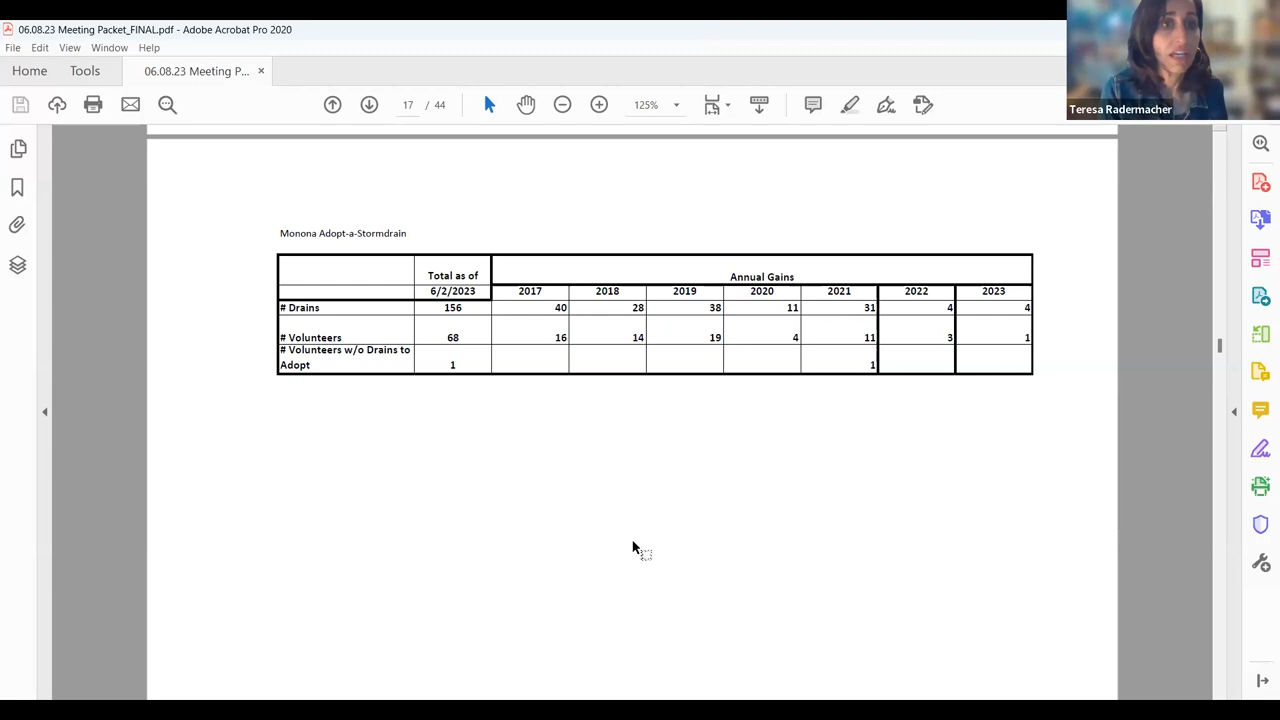 06.08.23 Meeting Packet_FINAL.pdf - Adobe Acrobat Pro 2020
File Edit View Window Help
Home Tools 06.08.23 Meeting P... ×
17 / 44 125%
Teresa Radermacher
Monona Adopt-a-Stormdrain
Total as of Annual Gains
6/2/2023 2017 2018 2019 2020 2021 2022 2023
# Drains 156 40 28 38 11 31 4 4
# Volunteers 68 16 14 19 4 11 3 1
# Volunteers w/o Drains to
Adopt 1 1